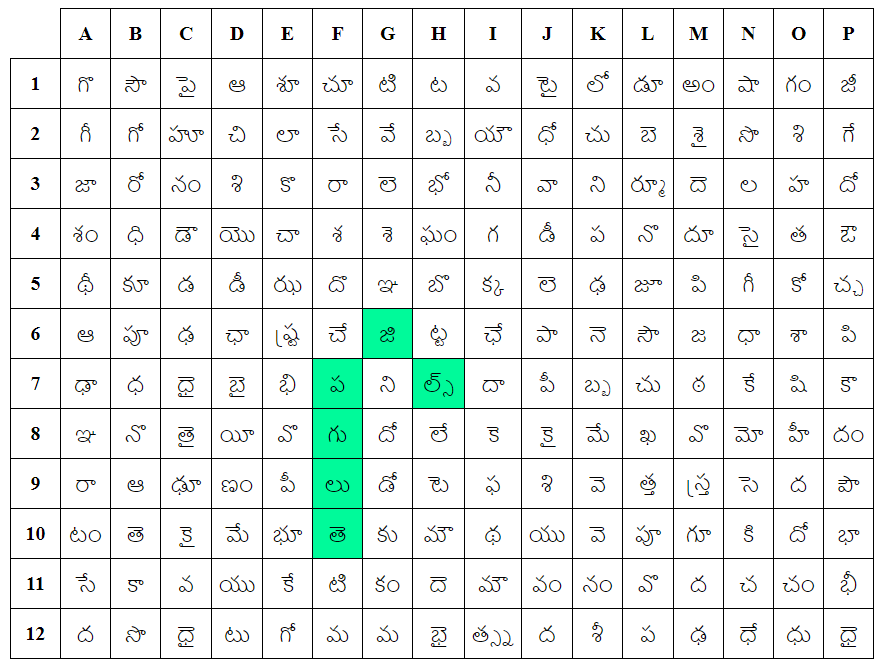 A B C D E F G H I J K L M N O P
1 గొ సౌ పై ఆ శూ చూ టి ట వ టై లో డూ అం షా గం జీ
2 గీ గో హూ చి లా సే వే బ్బ యౌ ధో చు బె శై సొ శి గే
3 జా రో నం శి కొ రా లె భో నీ వా ని ర్మూ దె ల హ దో
4 శం ధి డౌ యొ చా శ శె ఘం గ డీ ప నొ దూ సై త ఔ
5 థీ కూ డ డీ ఝ దొ ఞ బొ క్క లె ఢ జూ పి గీ కో చ్చ
6 ఆ పూ ఢ ఛా ష్ట్ర చే జి ట్ట ఛే పా నె సౌ జ ధా శా పి
7 ఢా ధ ధై బై భి ప ని ల్స్ దా పీ బ్బ చు ఠ కే షి కౌ
8 ఞ నొ తై యీ వొ గు దో లే కె కై మే ఖ వొ మో హీ దం
9 రా ఆ ఢూ ణం పీ లు డో టె ఫ శి వె త్త స్త్ర సె ద పౌ
10 టం తె కై మే భూ తె కు మౌ థ యు వె పూ గూ కి దో భా
11 సే కా వ యు కే టి కం దె మౌ వం నం వొ ద చ చం భీ
12 ద సొ ధై టు గో మ మ బై త్స్న ద శీ ప ఢ ధే ధు ధై